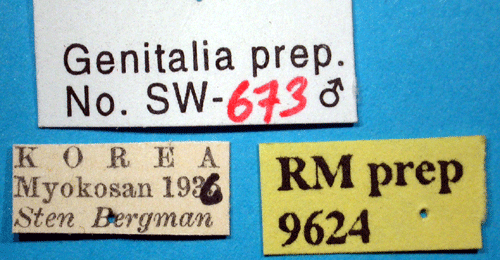 Genitalia prep.
No. SW-673 ♂
KOREA
Myokosan 1936
Sten Bergman
RM prep
9624